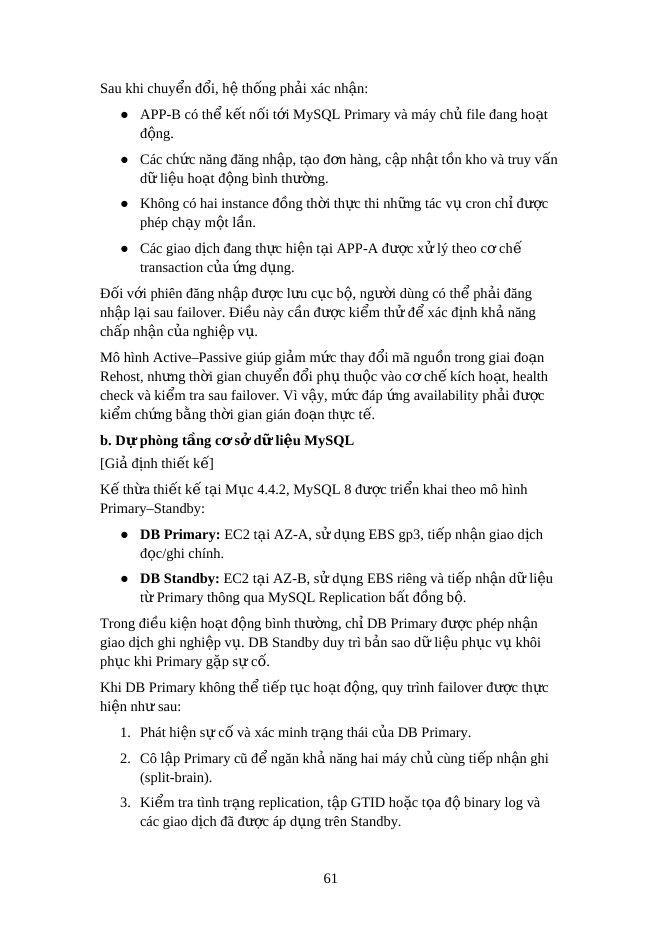 Sau khi chuyển đổi, hệ thống phải xác nhận:
● APP-B có thể kết nối tới MySQL Primary và máy chủ file đang hoạt
động.
● Các chức năng đăng nhập, tạo đơn hàng, cập nhật tồn kho và truy vấn
dữ liệu hoạt động bình thường.
● Không có hai instance đồng thời thực thi những tác vụ cron chỉ được
phép chạy một lần.
● Các giao dịch đang thực hiện tại APP-A được xử lý theo cơ chế
transaction của ứng dụng.
Đối với phiên đăng nhập được lưu cục bộ, người dùng có thể phải đăng
nhập lại sau failover. Điều này cần được kiểm thử để xác định khả năng
chấp nhận của nghiệp vụ.
Mô hình Active–Passive giúp giảm mức thay đổi mã nguồn trong giai đoạn
Rehost, nhưng thời gian chuyển đổi phụ thuộc vào cơ chế kích hoạt, health
check và kiểm tra sau failover. Vì vậy, mức đáp ứng availability phải được
kiểm chứng bằng thời gian gián đoạn thực tế.
b. Dự phòng tầng cơ sở dữ liệu MySQL
[Giả định thiết kế]
Kế thừa thiết kế tại Mục 4.4.2, MySQL 8 được triển khai theo mô hình
Primary–Standby:
● DB Primary: EC2 tại AZ-A, sử dụng EBS gp3, tiếp nhận giao dịch
đọc/ghi chính.
● DB Standby: EC2 tại AZ-B, sử dụng EBS riêng và tiếp nhận dữ liệu
từ Primary thông qua MySQL Replication bất đồng bộ.
Trong điều kiện hoạt động bình thường, chỉ DB Primary được phép nhận
giao dịch ghi nghiệp vụ. DB Standby duy trì bản sao dữ liệu phục vụ khôi
phục khi Primary gặp sự cố.
Khi DB Primary không thể tiếp tục hoạt động, quy trình failover được thực
hiện như sau:
1. Phát hiện sự cố và xác minh trạng thái của DB Primary.
2. Cô lập Primary cũ để ngăn khả năng hai máy chủ cùng tiếp nhận ghi
(split-brain).
3. Kiểm tra tình trạng replication, tập GTID hoặc tọa độ binary log và
các giao dịch đã được áp dụng trên Standby.
61